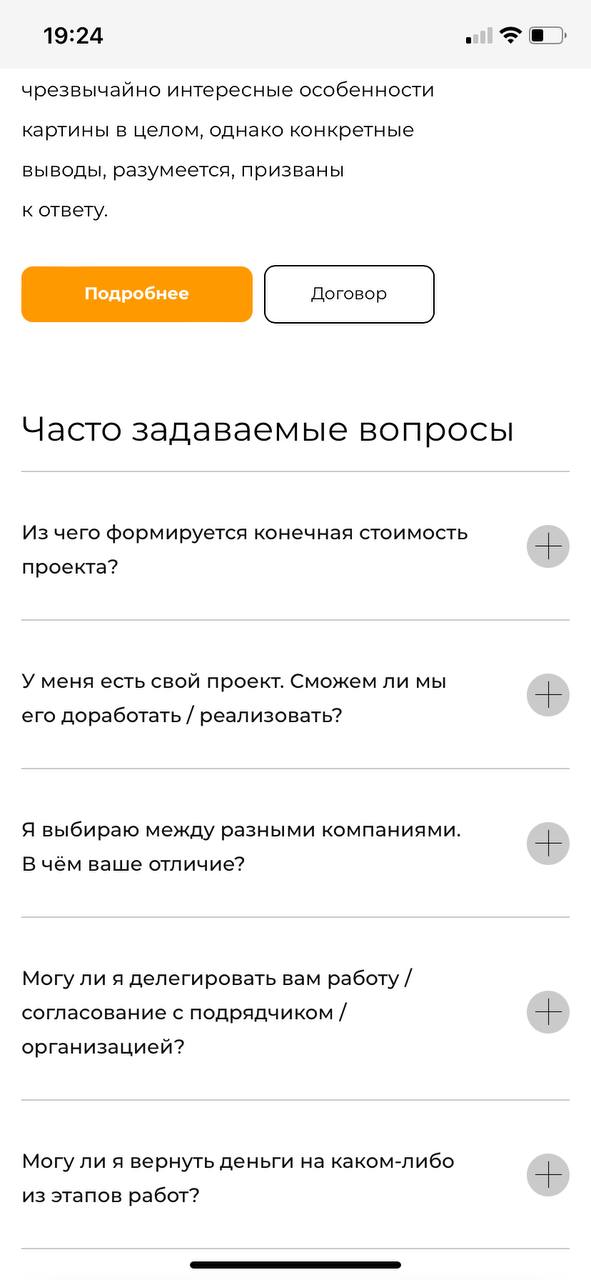 19:24
чрезвычайно интересные особенности
картины в целом, однако конкретные
выводы, разумеется, призваны
к ответу.
Подробнее
Договор
Часто задаваемые вопросы
Из чего формируется конечная стоимость
проекта?
У меня есть свой проект. Сможем ли мы
его доработать / реализовать?
Я выбираю между разными компаниями.
В чём ваше отличие?
Могу ли я делегировать вам работу /
согласование с подрядчиком /
организацией?
Могу ли я вернуть деньги на каком-либо
из этапов работ?